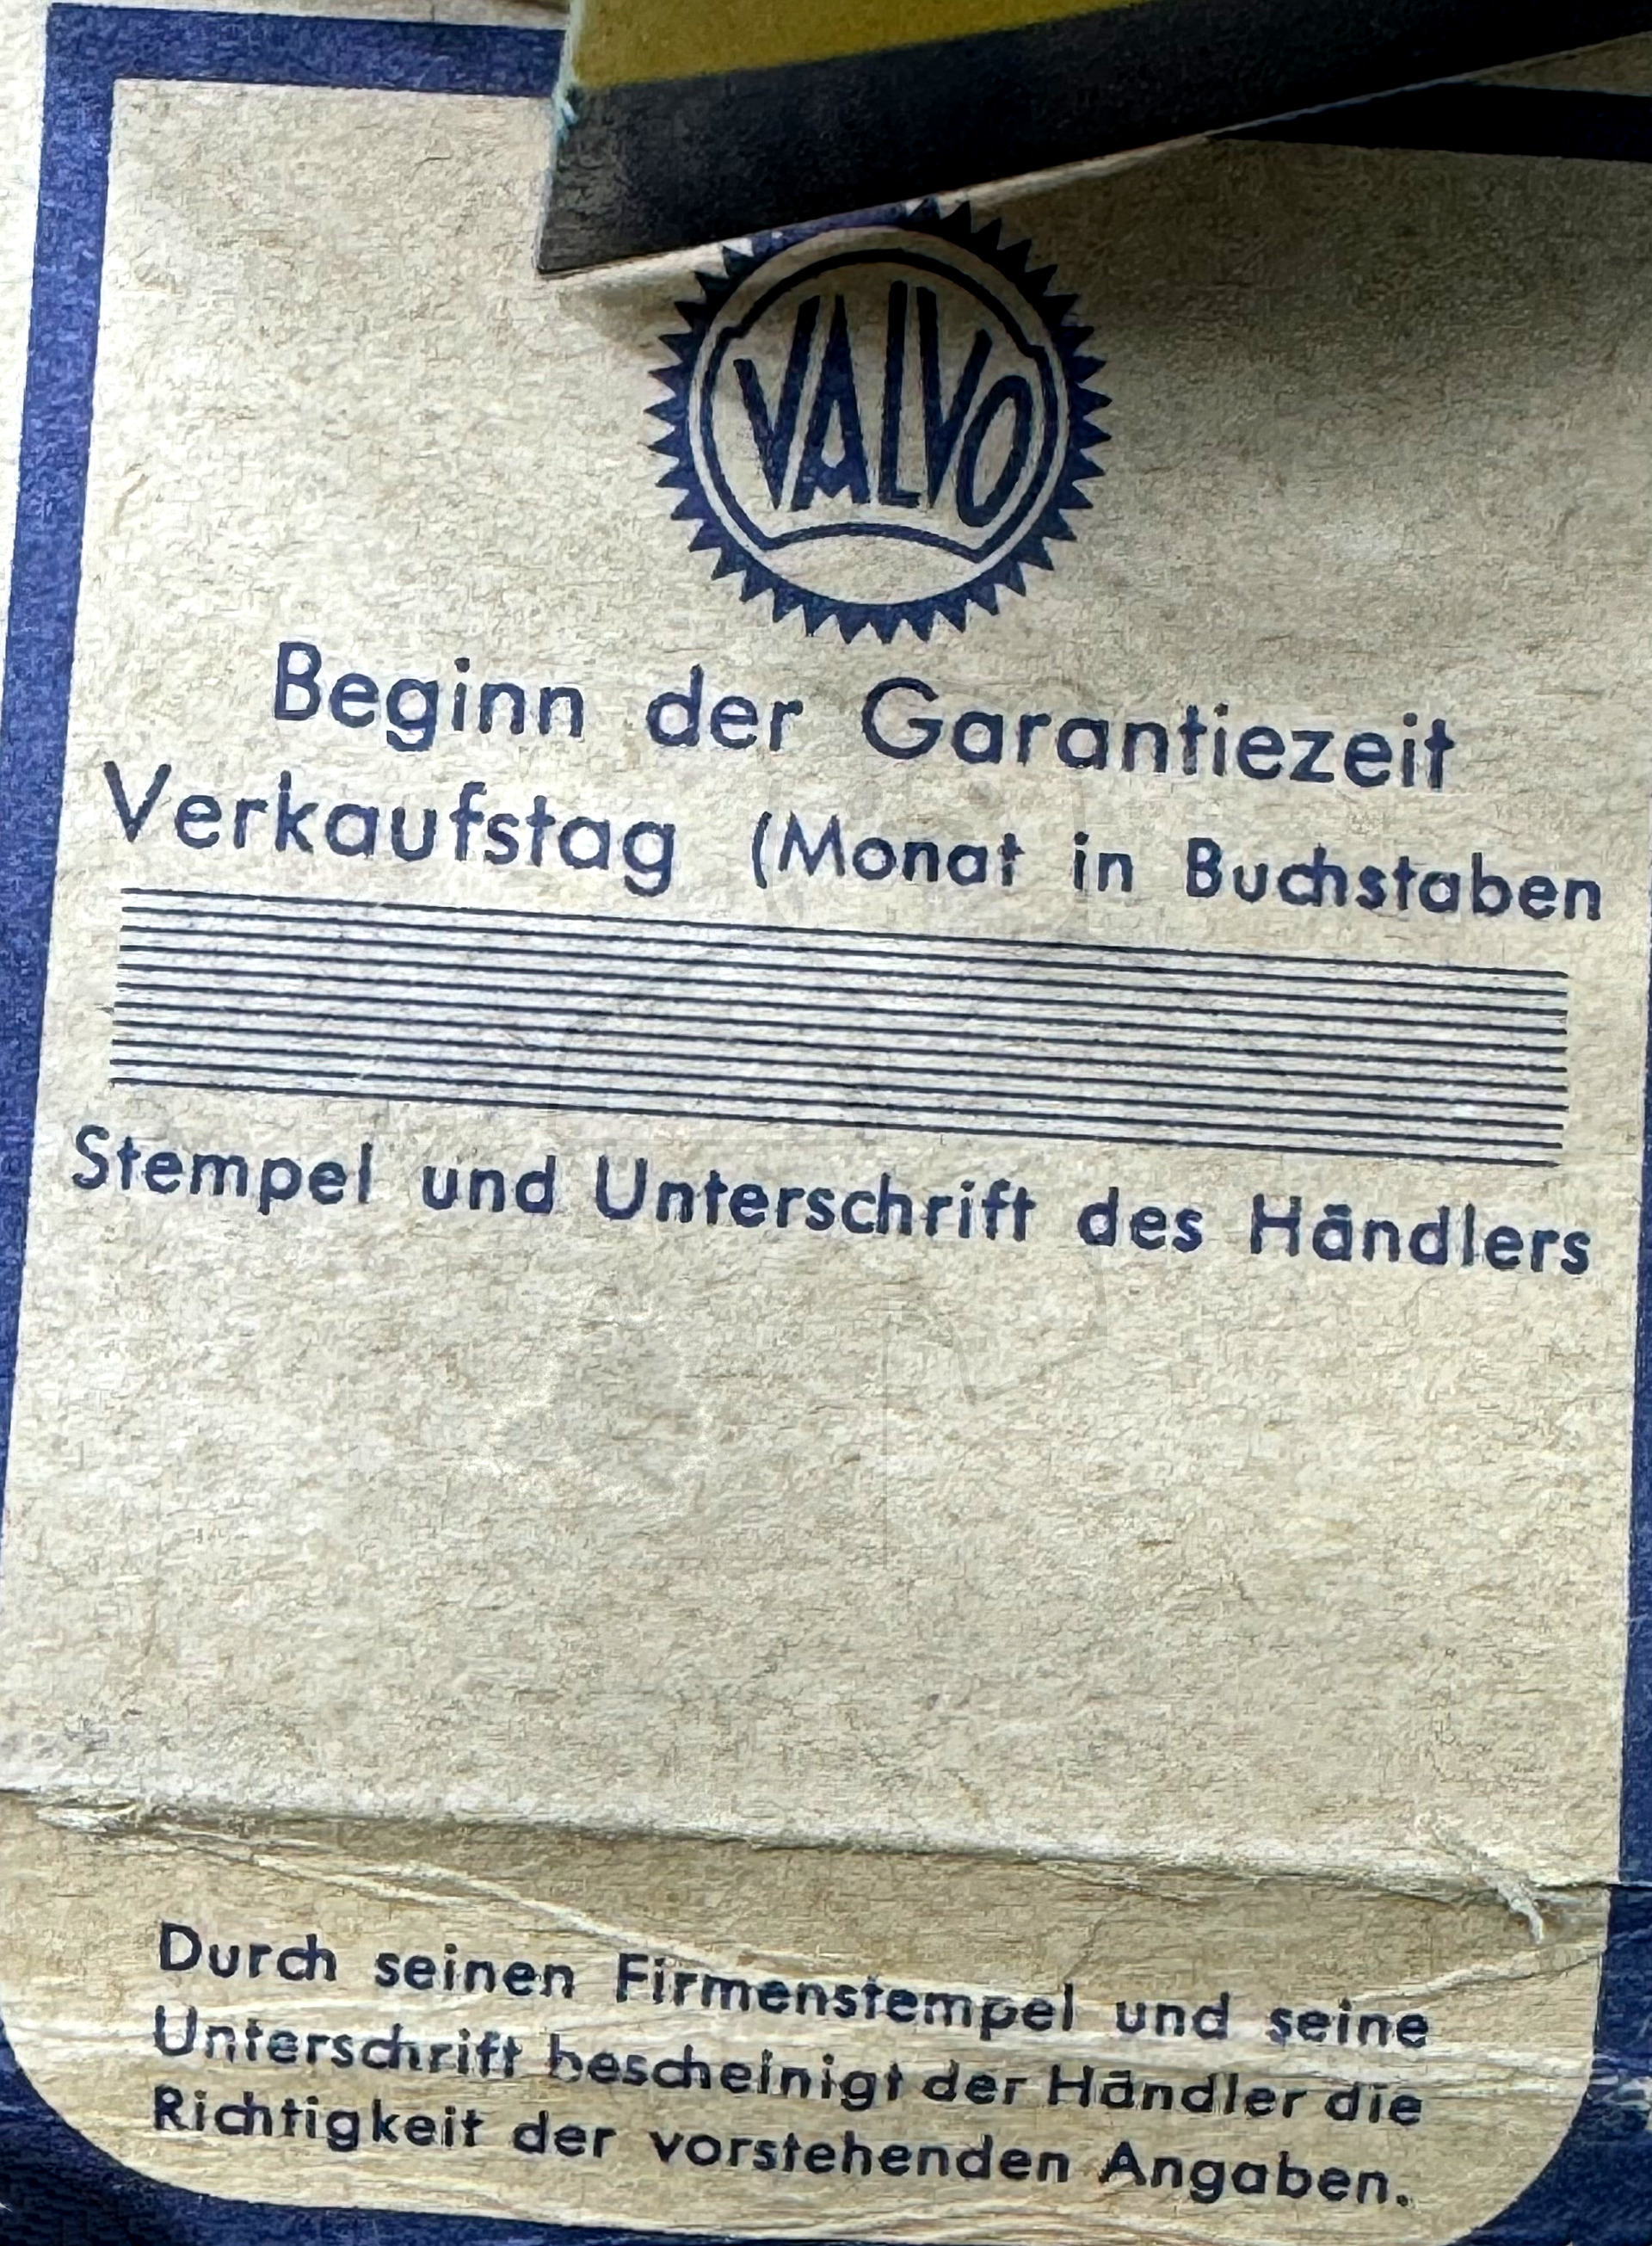 VALVO
Beginn der Garantiezeit
Verkaufstag (Monat in Buchstaben
Stempel und Unterschrift des Händlers
Durch seinen Firmenstempel und seine
Unterschrift bescheinigt der Händler die
Richtigkeit der vorstehenden Angaben.